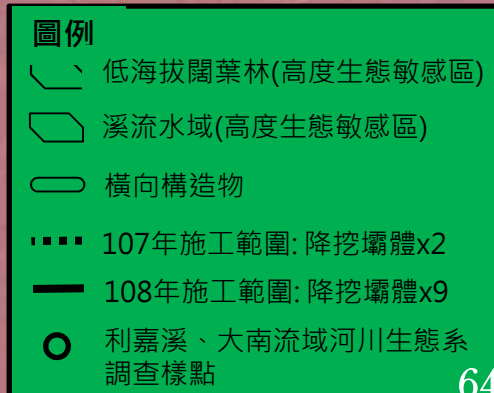 圖例
低海拔闊葉林(高度生態敏感區)
溪流水域(高度生態敏感區)
橫向構造物
107年施工範圍: 降挖壩體x2
108年施工範圍: 降挖壩體x9
利嘉溪、大南流域河川生態系
調查樣點
64